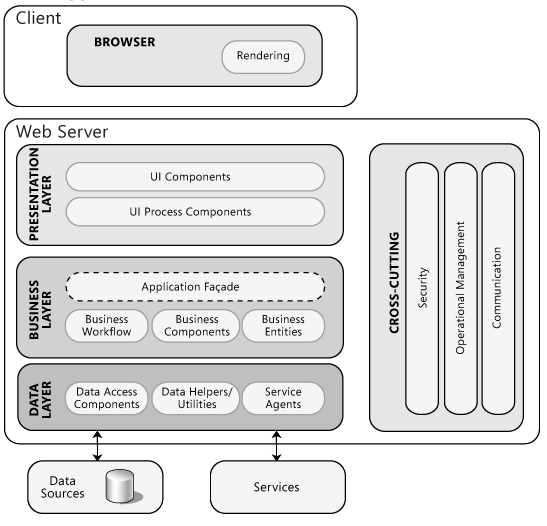 Client
BROWSER
Rendering
Web Server
PRESENTATION
LAYER
UI Components
UI Process Components
BUSINESS
LAYER
Application Façade
Business
Workflow
Business
Components
Business
Entities
DATA
LAYER
Data Access
Components
Data Helpers/
Utilities
Service
Agents
CROSS-CUTTING
Security
Operational Management
Communication
Data
Sources
Services